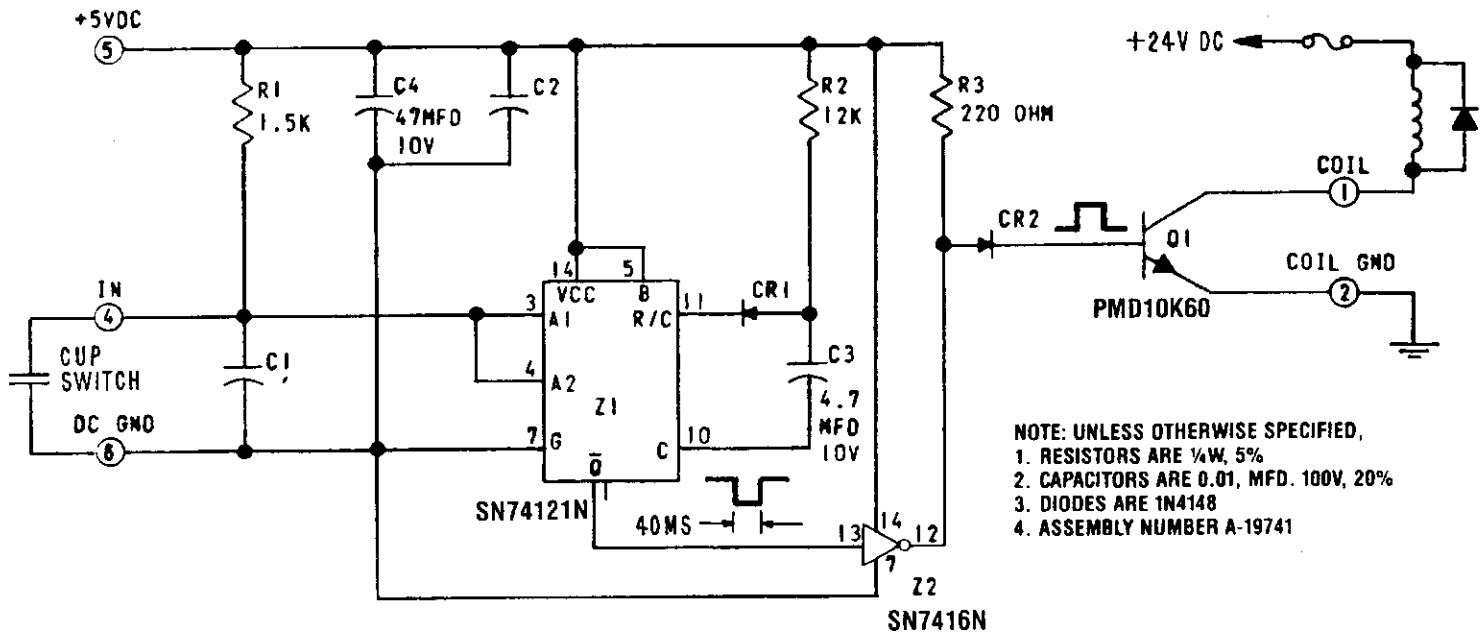 +5VDC
5
R1
1.5K
C4
47MFD
10V
C2
R2
12K
R3
220 OHM
+24V DC
COIL
1
CR2
Q1
COIL GND
2
PMD10K60
IN
4
CUP
SWITCH
C1
DC GND
6
14
5
VCC
B
3
A1
R/C
11
CR1
4
A2
Z1
C3
4.7
MFD
10V
7
G
C
10
Q
SN74121N
40MS
13
14
12
7
Z2
SN7416N
NOTE: UNLESS OTHERWISE SPECIFIED,
1. RESISTORS ARE ¼W, 5%
2. CAPACITORS ARE 0.01, MFD. 100V, 20%
3. DIODES ARE 1N4148
4. ASSEMBLY NUMBER A-19741